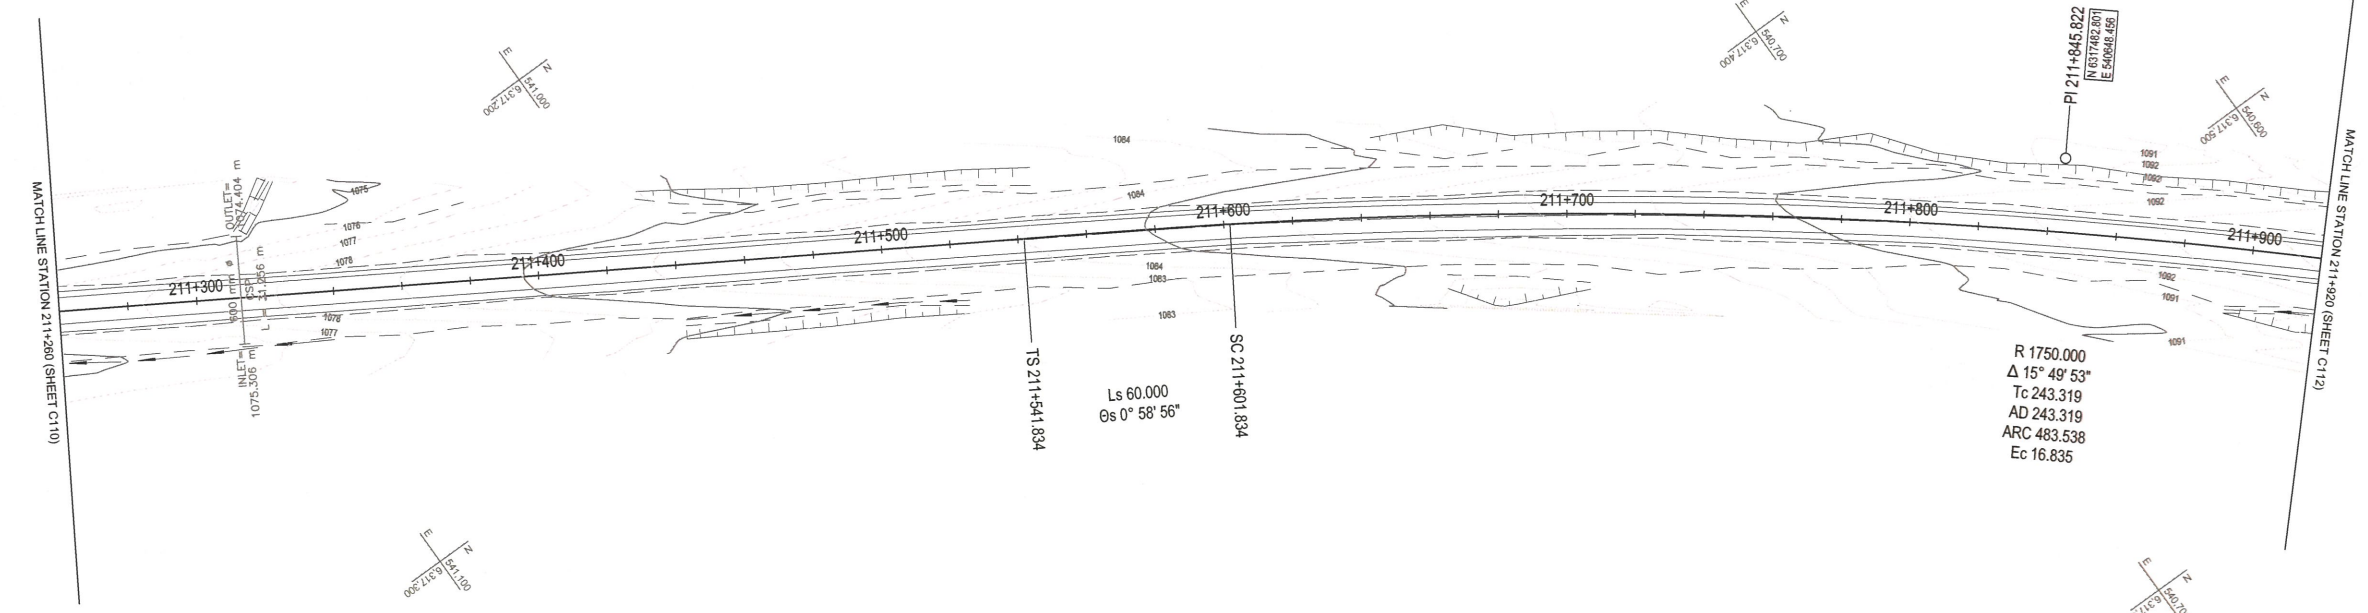 MATCH LINE STATION 211+260 (SHEET C110)
E
N
541,000
6,317,200
E
N
540,700
6,317,400
PI 211+845.822
N 6317482.801
E 540648.456
E
N
540,600
6,317,500
MATCH LINE STATION 211+920 (SHEET C112)
OUTLET=
1074.404 m
600 mm ø
CSP
L = 31.256 m
INLET=
1075.306 m
1075
1076
1077
1078
1078
1077
1084
1084
1084
1083
1083
1091
1092
1092
1092
1092
1091
1091
211+300
211+400
211+500
211+600
211+700
211+800
211+900
TS 211+541.834
Ls 60.000
Θs 0° 58' 56"
SC 211+601.834
R 1750.000
Δ 15° 49' 53"
Tc 243.319
AD 243.319
ARC 483.538
Ec 16.835
E
N
541,100
6,317,300
E
N